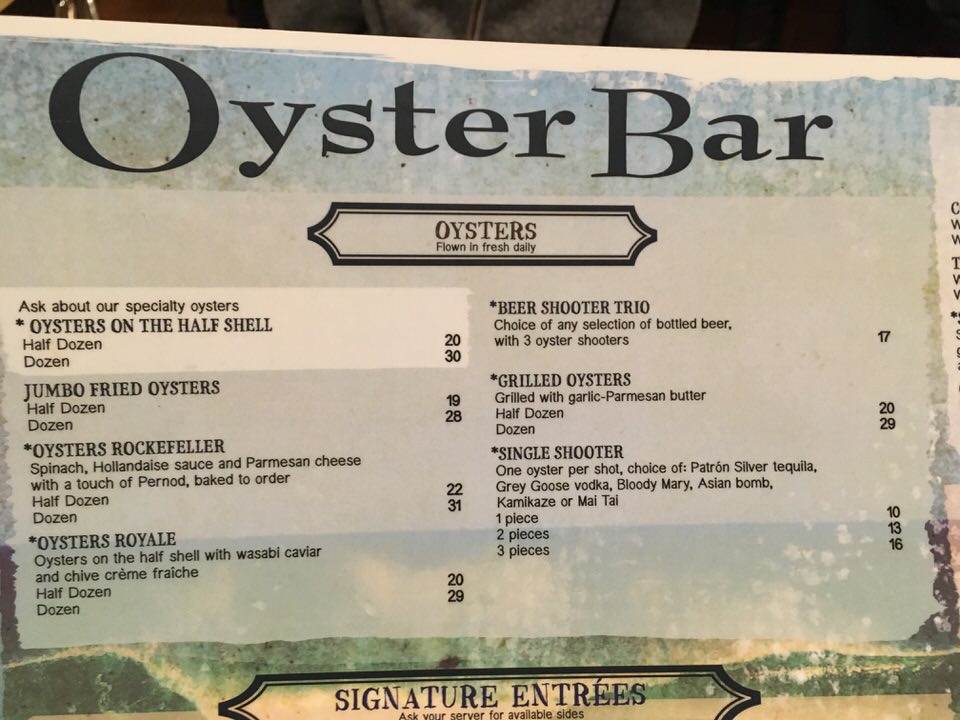 Oyster Bar
OYSTERS
Flown in fresh daily
Ask about our specialty oysters
* OYSTERS ON THE HALF SHELL
Half Dozen 20
Dozen 30
JUMBO FRIED OYSTERS
Half Dozen 19
Dozen 28
*OYSTERS ROCKEFELLER
Spinach, Hollandaise sauce and Parmesan cheese
with a touch of Pernod, baked to order
Half Dozen 22
Dozen 31
*OYSTERS ROYALE
Oysters on the half shell with wasabi caviar
and chive crème fraîche
Half Dozen 20
Dozen 29
*BEER SHOOTER TRIO
Choice of any selection of bottled beer,
with 3 oyster shooters 17
*GRILLED OYSTERS
Grilled with garlic-Parmesan butter
Half Dozen 20
Dozen 29
*SINGLE SHOOTER
One oyster per shot, choice of: Patrón Silver tequila,
Grey Goose vodka, Bloody Mary, Asian bomb,
Kamikaze or Mai Tai
1 piece 10
2 pieces 13
3 pieces 16
SIGNATURE ENTRÉES
Ask your server for available sides